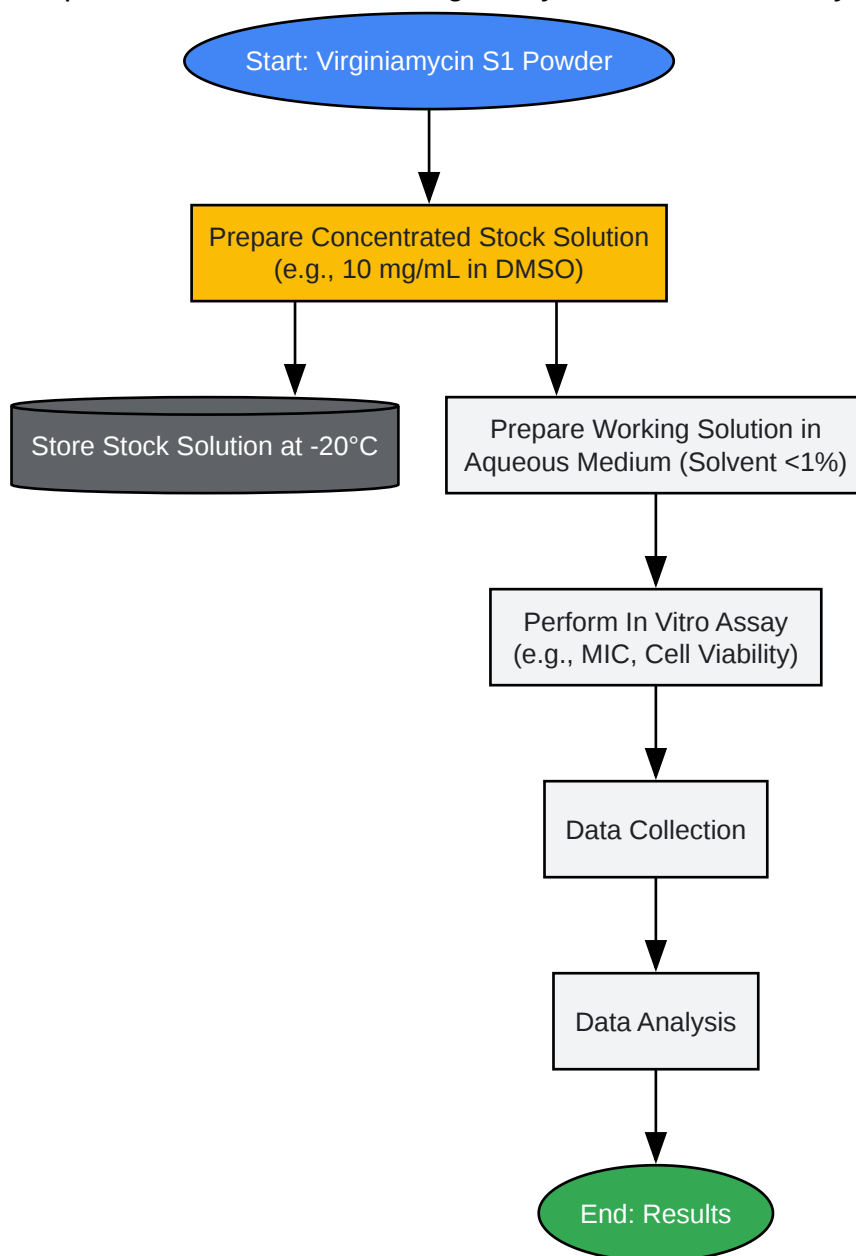 Start: Virginiamycin S1 Powder
Prepare Concentrated Stock Solution
(e.g., 10 mg/mL in DMSO)
Store Stock Solution at -20°C
Prepare Working Solution in
Aqueous Medium (Solvent <1%)
Perform In Vitro Assay
(e.g., MIC, Cell Viability)
Data Collection
Data Analysis
End: Results